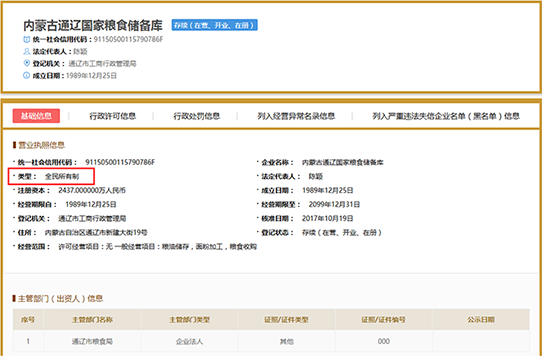 内蒙古通辽国家粮食储备库 存续（在营、开业、在册）
统一社会信用代码：91150500115790786F
法定代表人：陈颖
登记机关：通辽市工商行政管理局
成立日期：1989年12月25日
基础信息 行政许可信息 行政处罚信息 列入经营异常名录信息 列入严重违法失信企业名单（黑名单）信息
营业执照信息
· 统一社会信用代码： 91150500115790786F · 企业名称： 内蒙古通辽国家粮食储备库
· 类型： 全民所有制 · 法定代表人： 陈颖
· 注册资本： 2437.000000万人民币 · 成立日期： 1989年12月25日
· 经营期限自： 1989年12月25日 · 经营期限至： 2099年12月31日
· 登记机关： 通辽市工商行政管理局 · 核准日期： 2017年10月19日
· 住所： 内蒙古自治区通辽市新建大街19号 · 登记状态： 存续（在营、开业、在册）
· 经营范围： 许可经营项目：无 一般经营项目：粮油储存，面粉加工，粮食收购
主管部门（出资人）信息
序号 主管部门名称 主管部门类型 证照/证件类型 证照/证件编号 公示日期
1 通辽市粮食局 企业法人 其他 000